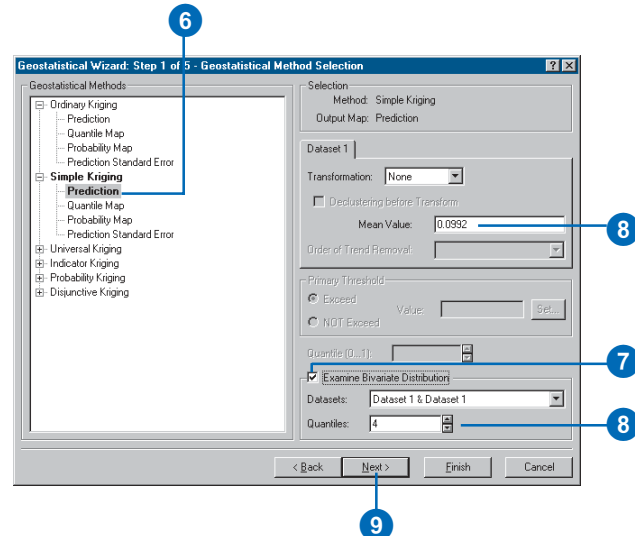 6
Geostatistical Wizard: Step 1 of 5 - Geostatistical Method Selection
Geostatistical Methods
Ordinary Kriging
Prediction
Quantile Map
Probability Map
Prediction Standard Error
Simple Kriging
Prediction
Quantile Map
Probability Map
Prediction Standard Error
Universal Kriging
Indicator Kriging
Probability Kriging
Disjunctive Kriging
Selection
Method: Simple Kriging
Output Map: Prediction
Dataset 1
Transformation: None
Declustering before Transform
Mean Value: 0.0992
8
Order of Trend Removal:
Primary Threshold
Exceed
Value:
Set...
NOT Exceed
Quantile (0...1):
7
Examine Bivariate Distribution
Datasets: Dataset 1 & Dataset 1
Quantiles: 4
8
< Back
Next >
Finish
Cancel
9